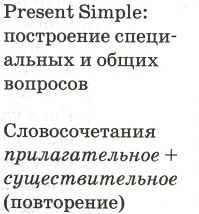 Present Simple:
построение специ-
альных и общих
вопросов
Словосочетания
прилагательное +
существительное
(повторение)